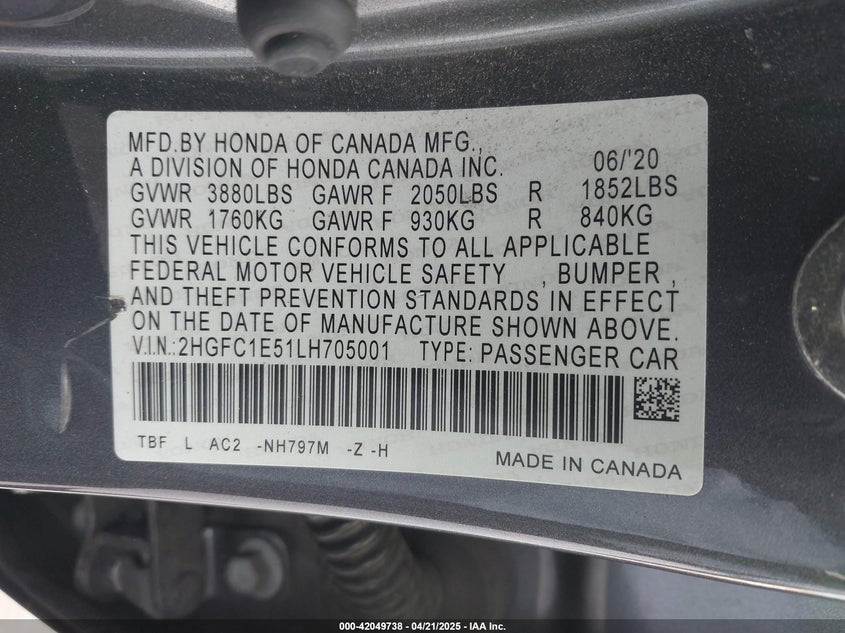 MFD.BY HONDA OF CANADA MFG.,
A DIVISION OF HONDA CANADA INC. 06/'20
GVWR 3880LBS GAWR F 2050LBS R 1852LBS
GVWR 1760KG GAWR F 930KG R 840KG
THIS VEHICLE CONFORMS TO ALL APPLICABLE
FEDERAL MOTOR VEHICLE SAFETY , BUMPER ,
AND THEFT PREVENTION STANDARDS IN EFFECT
ON THE DATE OF MANUFACTURE SHOWN ABOVE.
V.I.N.:2HGFC1E51LH705001 TYPE: PASSENGER CAR
TBF L AC2 -NH797M -Z -H
MADE IN CANADA
000-42049738 - 04/21/2025 - IAA Inc.